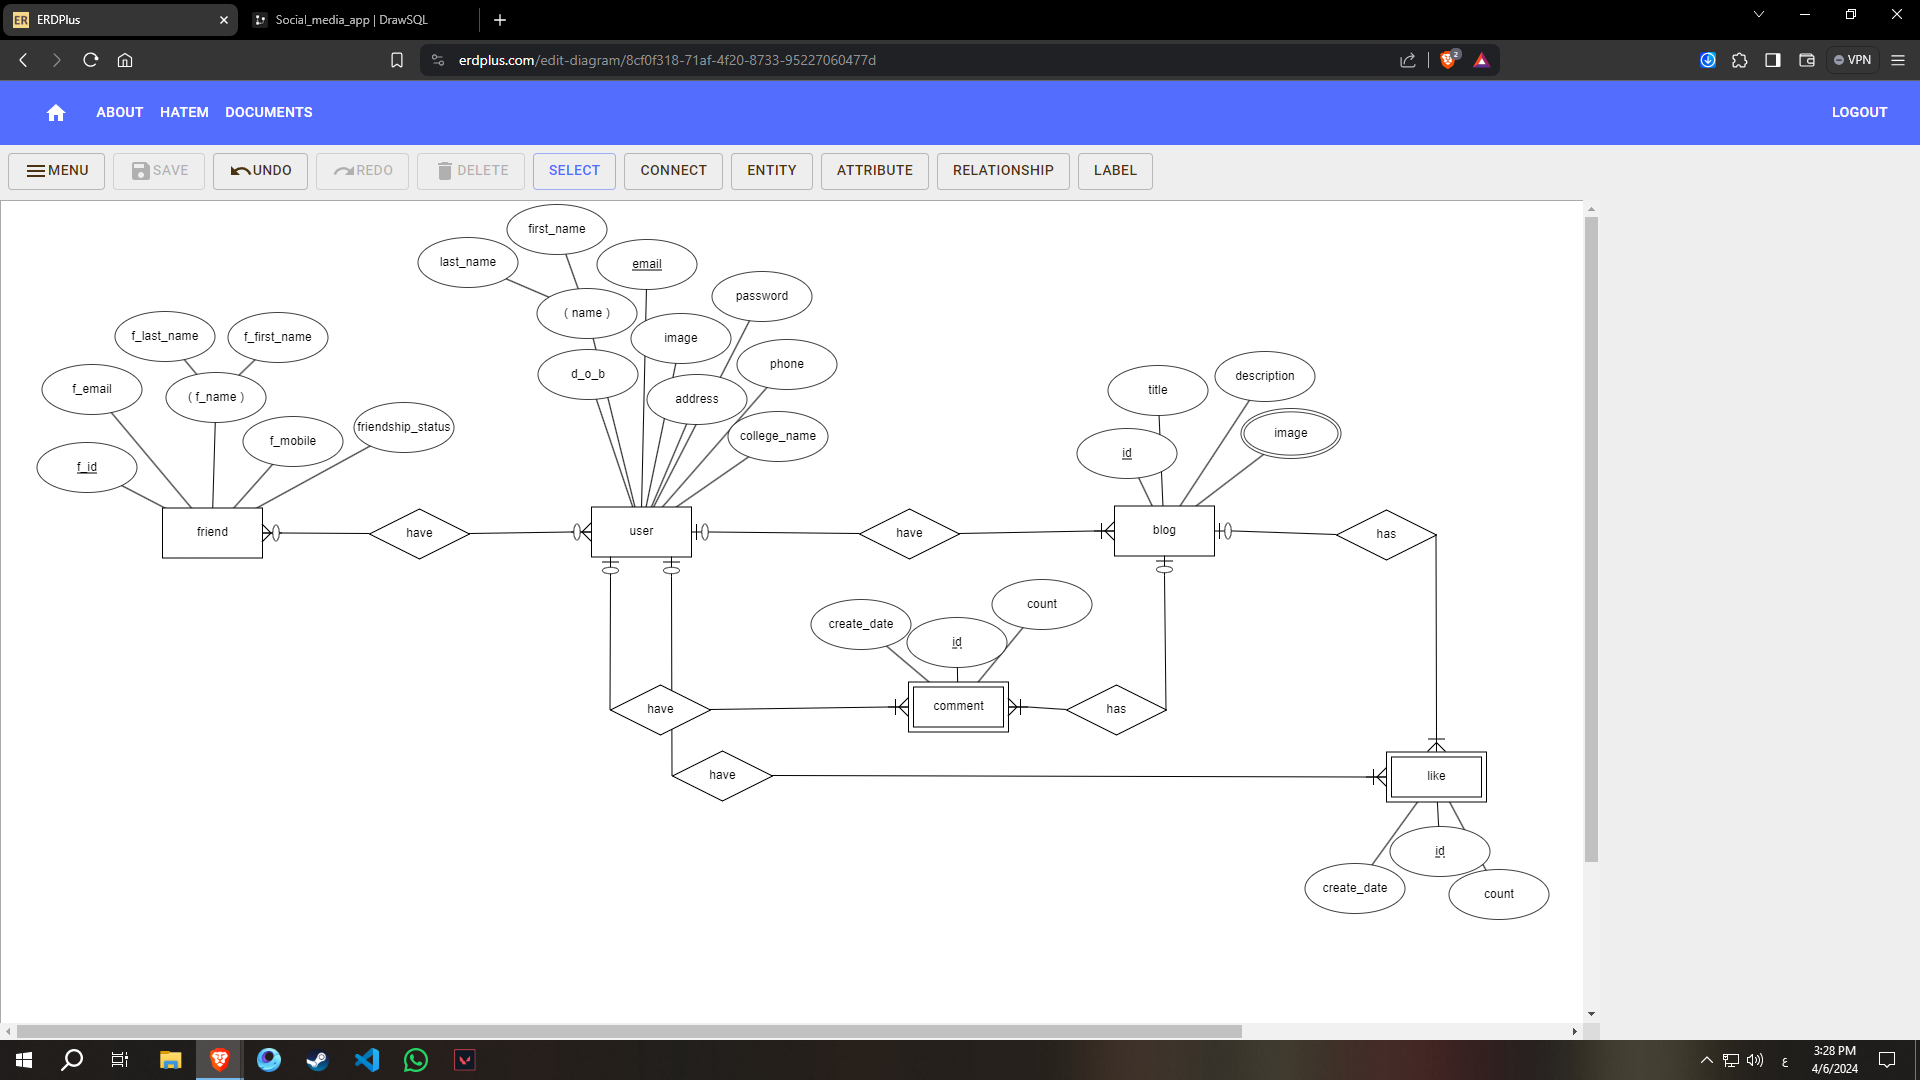 ER ERDPlus
Social_media_app | DrawSQL
erdplus.com/edit-diagram/8cf0f318-71af-4f20-8733-95227060477d
2
VPN
ABOUT HATEM DOCUMENTS LOGOUT
MENU SAVE UNDO REDO DELETE SELECT CONNECT ENTITY ATTRIBUTE RELATIONSHIP LABEL
first_name
last_name
email
password
( name )
image
phone
d_o_b
address
college_name
f_last_name
f_first_name
f_email
( f_name )
f_mobile
friendship_status
f_id
title
description
id
image
friend
have
user
have
blog
has
create_date
id
count
have
comment
has
have
like
id
create_date
count
ع
3:28 PM
4/6/2024